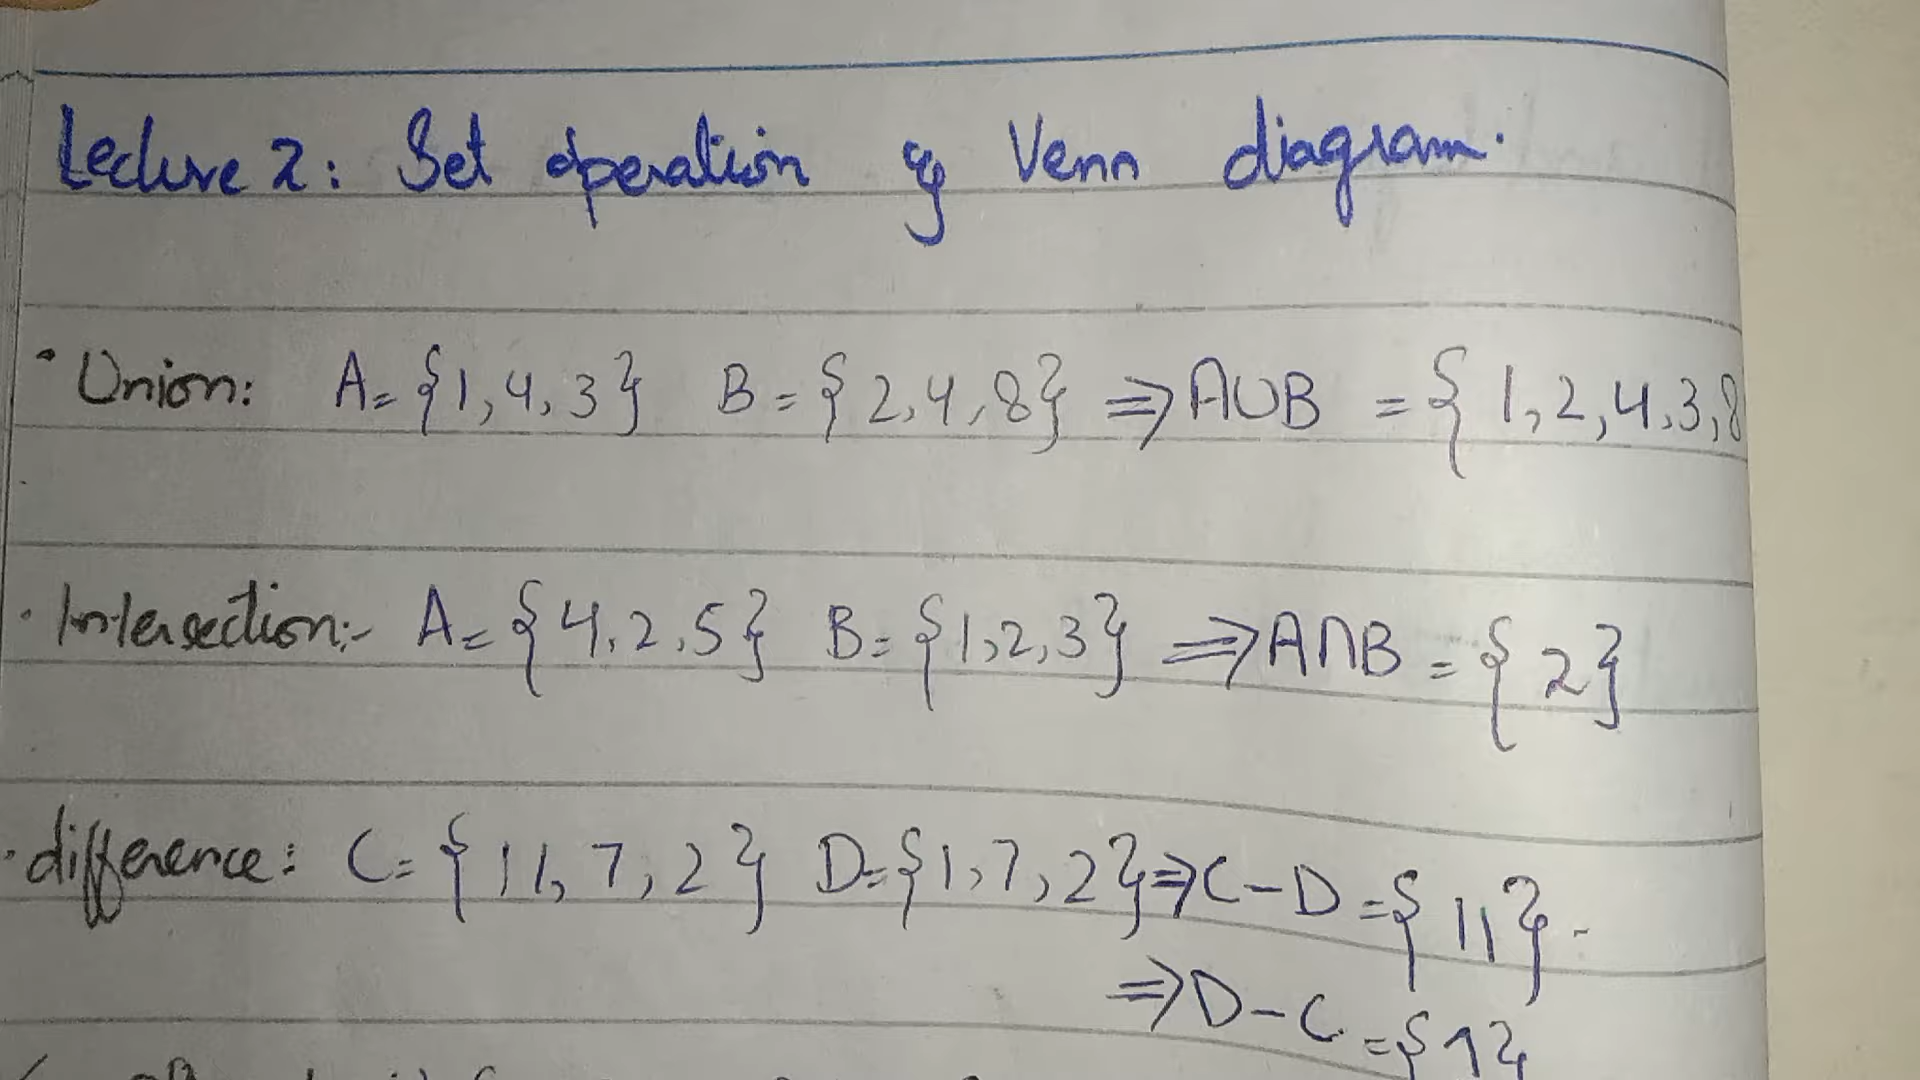 Lecture 2: Set operation & Venn diagram.
• Union: A = {1, 4, 3} B = {2, 4, 8} ⇒ A∪B = {1, 2, 4, 3, 8
• Intersection:- A = {4, 2, 5} B = {1, 2, 3} ⇒ A∩B = {2}
• difference: C = {11, 7, 2} D = {1, 7, 2} ⇒ C - D = {11}.
⇒ D - C = {1}